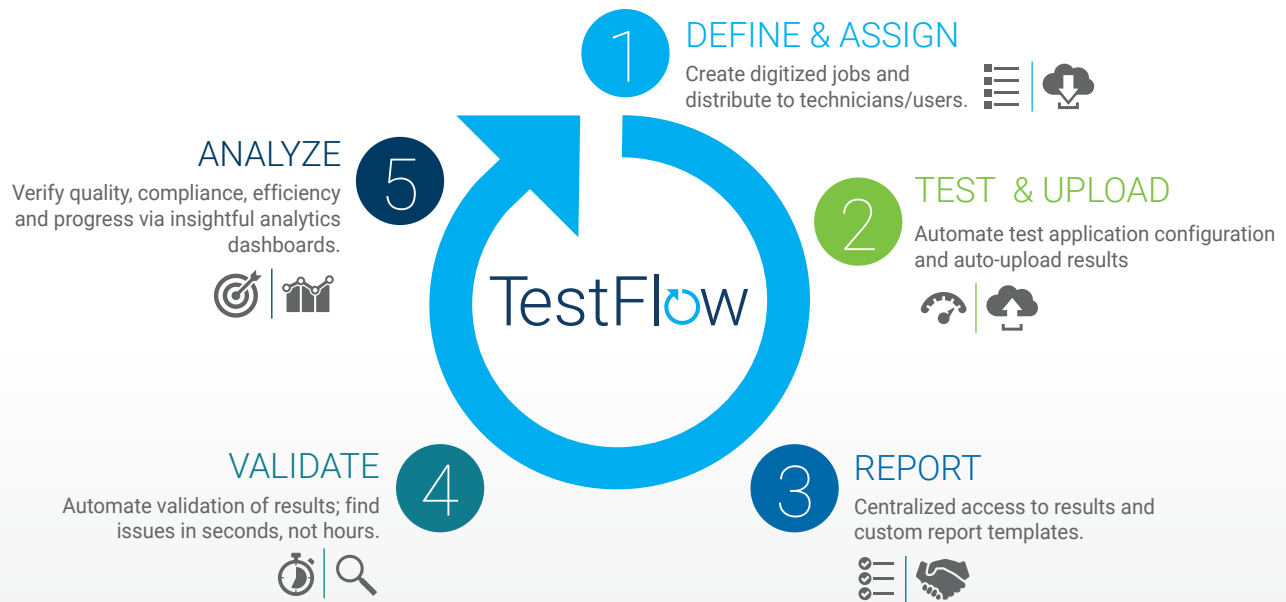 1
DEFINE & ASSIGN
Create digitized jobs and
distribute to technicians/users.
2
TEST & UPLOAD
Automate test application configuration
and auto-upload results
3
REPORT
Centralized access to results and
custom report templates.
4
VALIDATE
Automate validation of results; find
issues in seconds, not hours.
5
ANALYZE
Verify quality, compliance, efficiency
and progress via insightful analytics
dashboards.
TestFlow